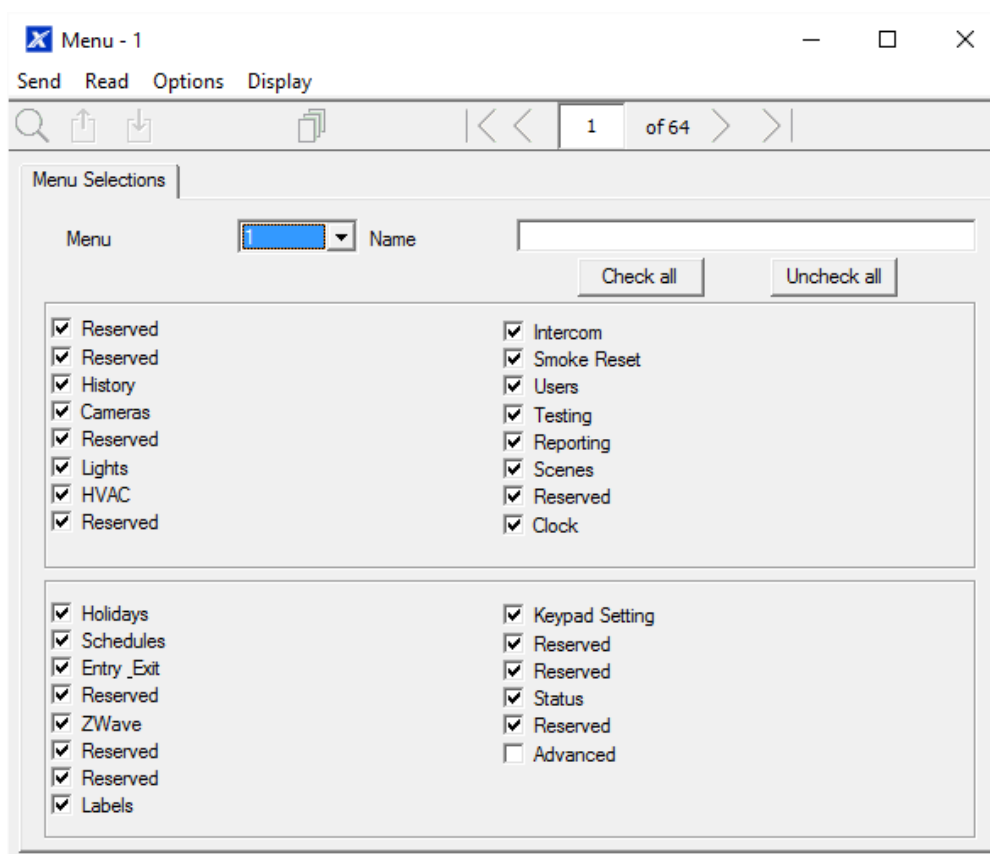 Menu - 1
Send Read Options Display
1 of 64
Menu Selections
Menu 1 Name
Check all Uncheck all
Reserved
Reserved
History
Cameras
Reserved
Lights
HVAC
Reserved
Intercom
Smoke Reset
Users
Testing
Reporting
Scenes
Reserved
Clock
Holidays
Schedules
Entry _Exit
Reserved
ZWave
Reserved
Reserved
Labels
Keypad Setting
Reserved
Reserved
Status
Reserved
Advanced